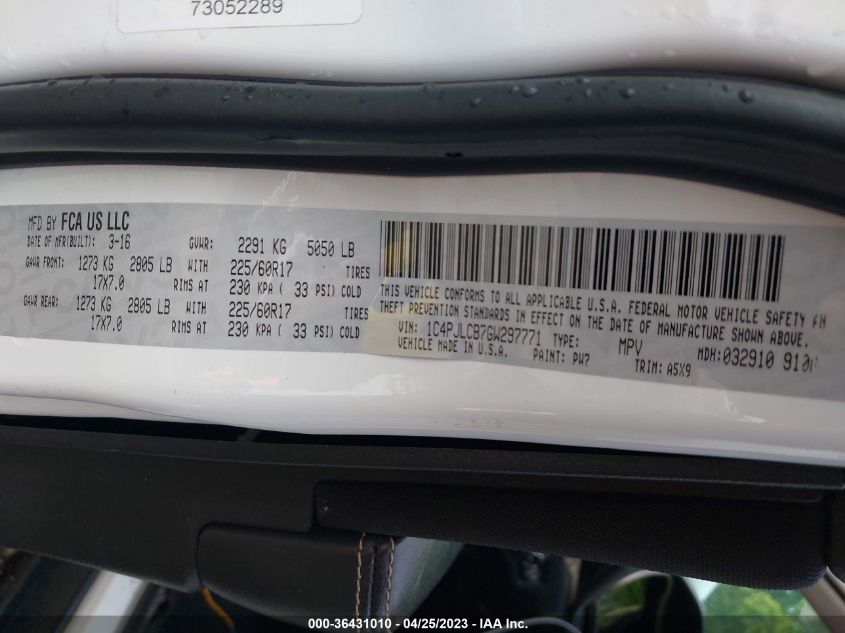 73052289
MFD BY FCA US LLC
DATE OF MFR(BUILT): 3-16 GVWR: 2291 KG 5050 LB
GAWR FRONT: 1273 KG 2805 LB WITH 225/60R17 TIRES
17X7.0 RIMS AT 230 KPA ( 33 PSI) COLD
GAWR REAR: 1273 KG 2805 LB WITH 225/60R17 TIRES
17X7.0 RIMS AT 230 KPA ( 33 PSI) COLD
THIS VEHICLE CONFORMS TO ALL APPLICABLE U.S.A. FEDERAL MOTOR VEHICLE SAFETY
THEFT PREVENTION STANDARDS IN EFFECT ON THE DATE OF MANUFACTURE SHOWN ABOVE.
VIN: 1C4PJLCB7GW297771 TYPE: MPV MDH: 032910
VEHICLE MADE IN U.S.A. PAINT: PW7 TRIM: A5X9
000-36431010 - 04/25/2023 - IAA Inc.